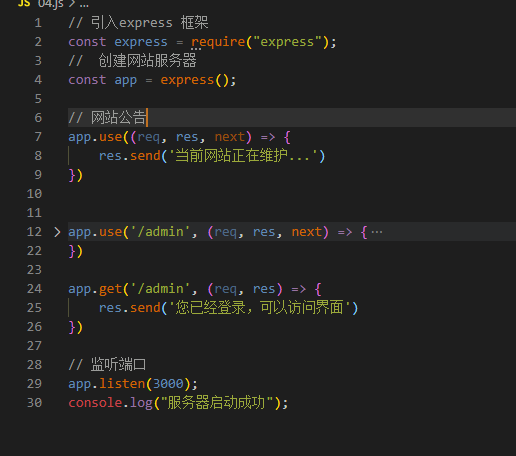 JS 04.js > ...
1 // 引入express 框架
2 const express = require("express");
3 //  创建网站服务器
4 const app = express();
5
6 // 网站公告
7 app.use((req, res, next) => {
8     res.send('当前网站正在维护...')
9 })
10
11
12 app.use('/admin', (req, res, next) => {…
22 })
23
24 app.get('/admin', (req, res) => {
25     res.send('您已经登录，可以访问界面')
26 })
27
28 // 监听端口
29 app.listen(3000);
30 console.log("服务器启动成功");